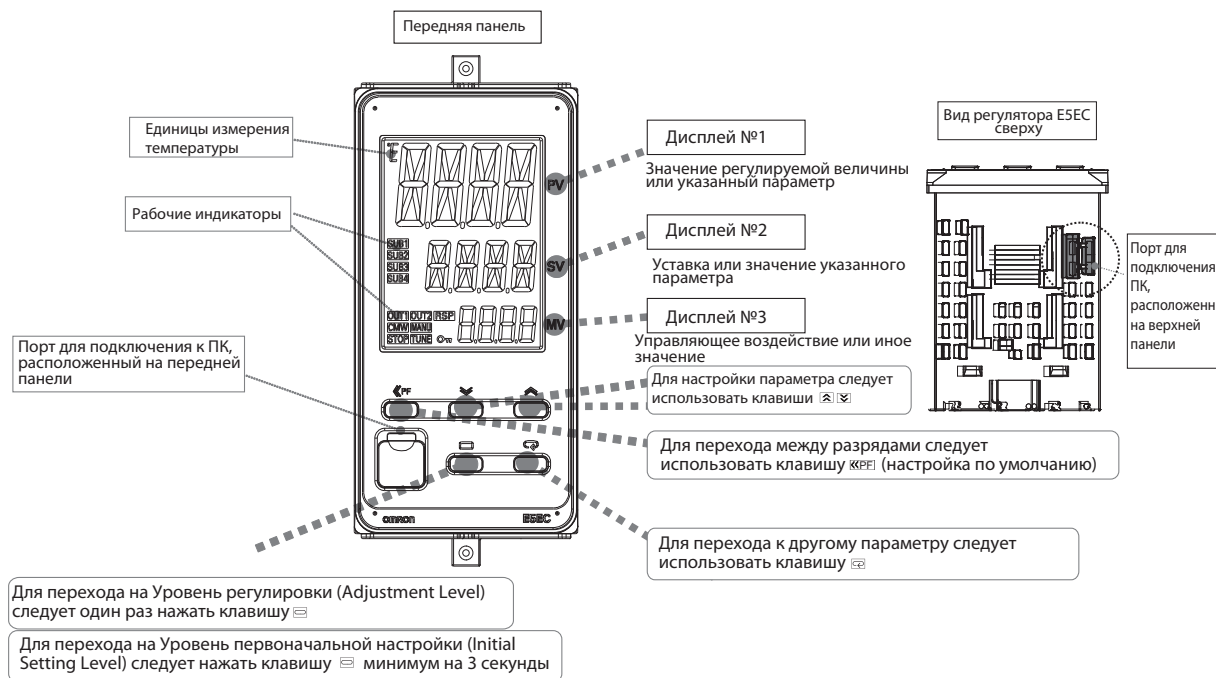 Передняя панель
Единицы измерения
температуры
Рабочие индикаторы
Порт для подключения к ПК,
расположенный на передней
панели
PV
SUB1
SUB2
SUB3
SUB4
SV
OUT1 OUT2 RSP
CMW MANU
STOP TUNE
MV
PF
omron
E5EC
Дисплей №1
Значение регулируемой величины
или указанный параметр
Дисплей №2
Уставка или значение указанного
параметра
Дисплей №3
Управляющее воздействие или иное
значение
Для настройки параметра следует
использовать клавиши
Для перехода между разрядами следует
использовать клавишу PF (настройка по умолчанию)
Для перехода к другому параметру следует
использовать клавишу
Для перехода на Уровень регулировки (Adjustment Level)
следует один раз нажать клавишу
Для перехода на Уровень первоначальной настройки (Initial
Setting Level) следует нажать клавишу минимум на 3 секунды
Вид регулятора E5EC
сверху
Порт для
подключения
ПК,
расположенн
на верхней
панели